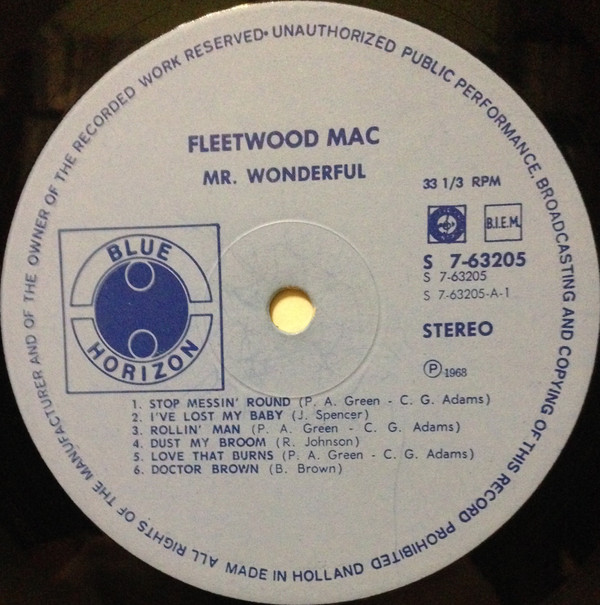 ALL RIGHTS OF THE MANUFACTURER AND OF THE OWNER OF THE RECORDED WORK RESERVED• UNAUTHORIZED PUBLIC PERFORMANCE, BROADCASTING AND COPYING OF THIS RECORD PROHIBITED
FLEETWOOD MAC
MR. WONDERFUL
33 1/3 RPM
B.I.E.M.
S 7-63205
S 7-63205
S 7-63205-A-1
STEREO
Ⓟ 1968
BLUE
HORIZON
1. STOP MESSIN' ROUND (P. A. Green - C. G. Adams)
2. I'VE LOST MY BABY (J. Spencer)
3. ROLLIN' MAN (P. A. Green - C. G. Adams)
4. DUST MY BROOM (R. Johnson)
5. LOVE THAT BURNS (P. A. Green - C. G. Adams)
6. DOCTOR BROWN (B. Brown)
MADE IN HOLLAND